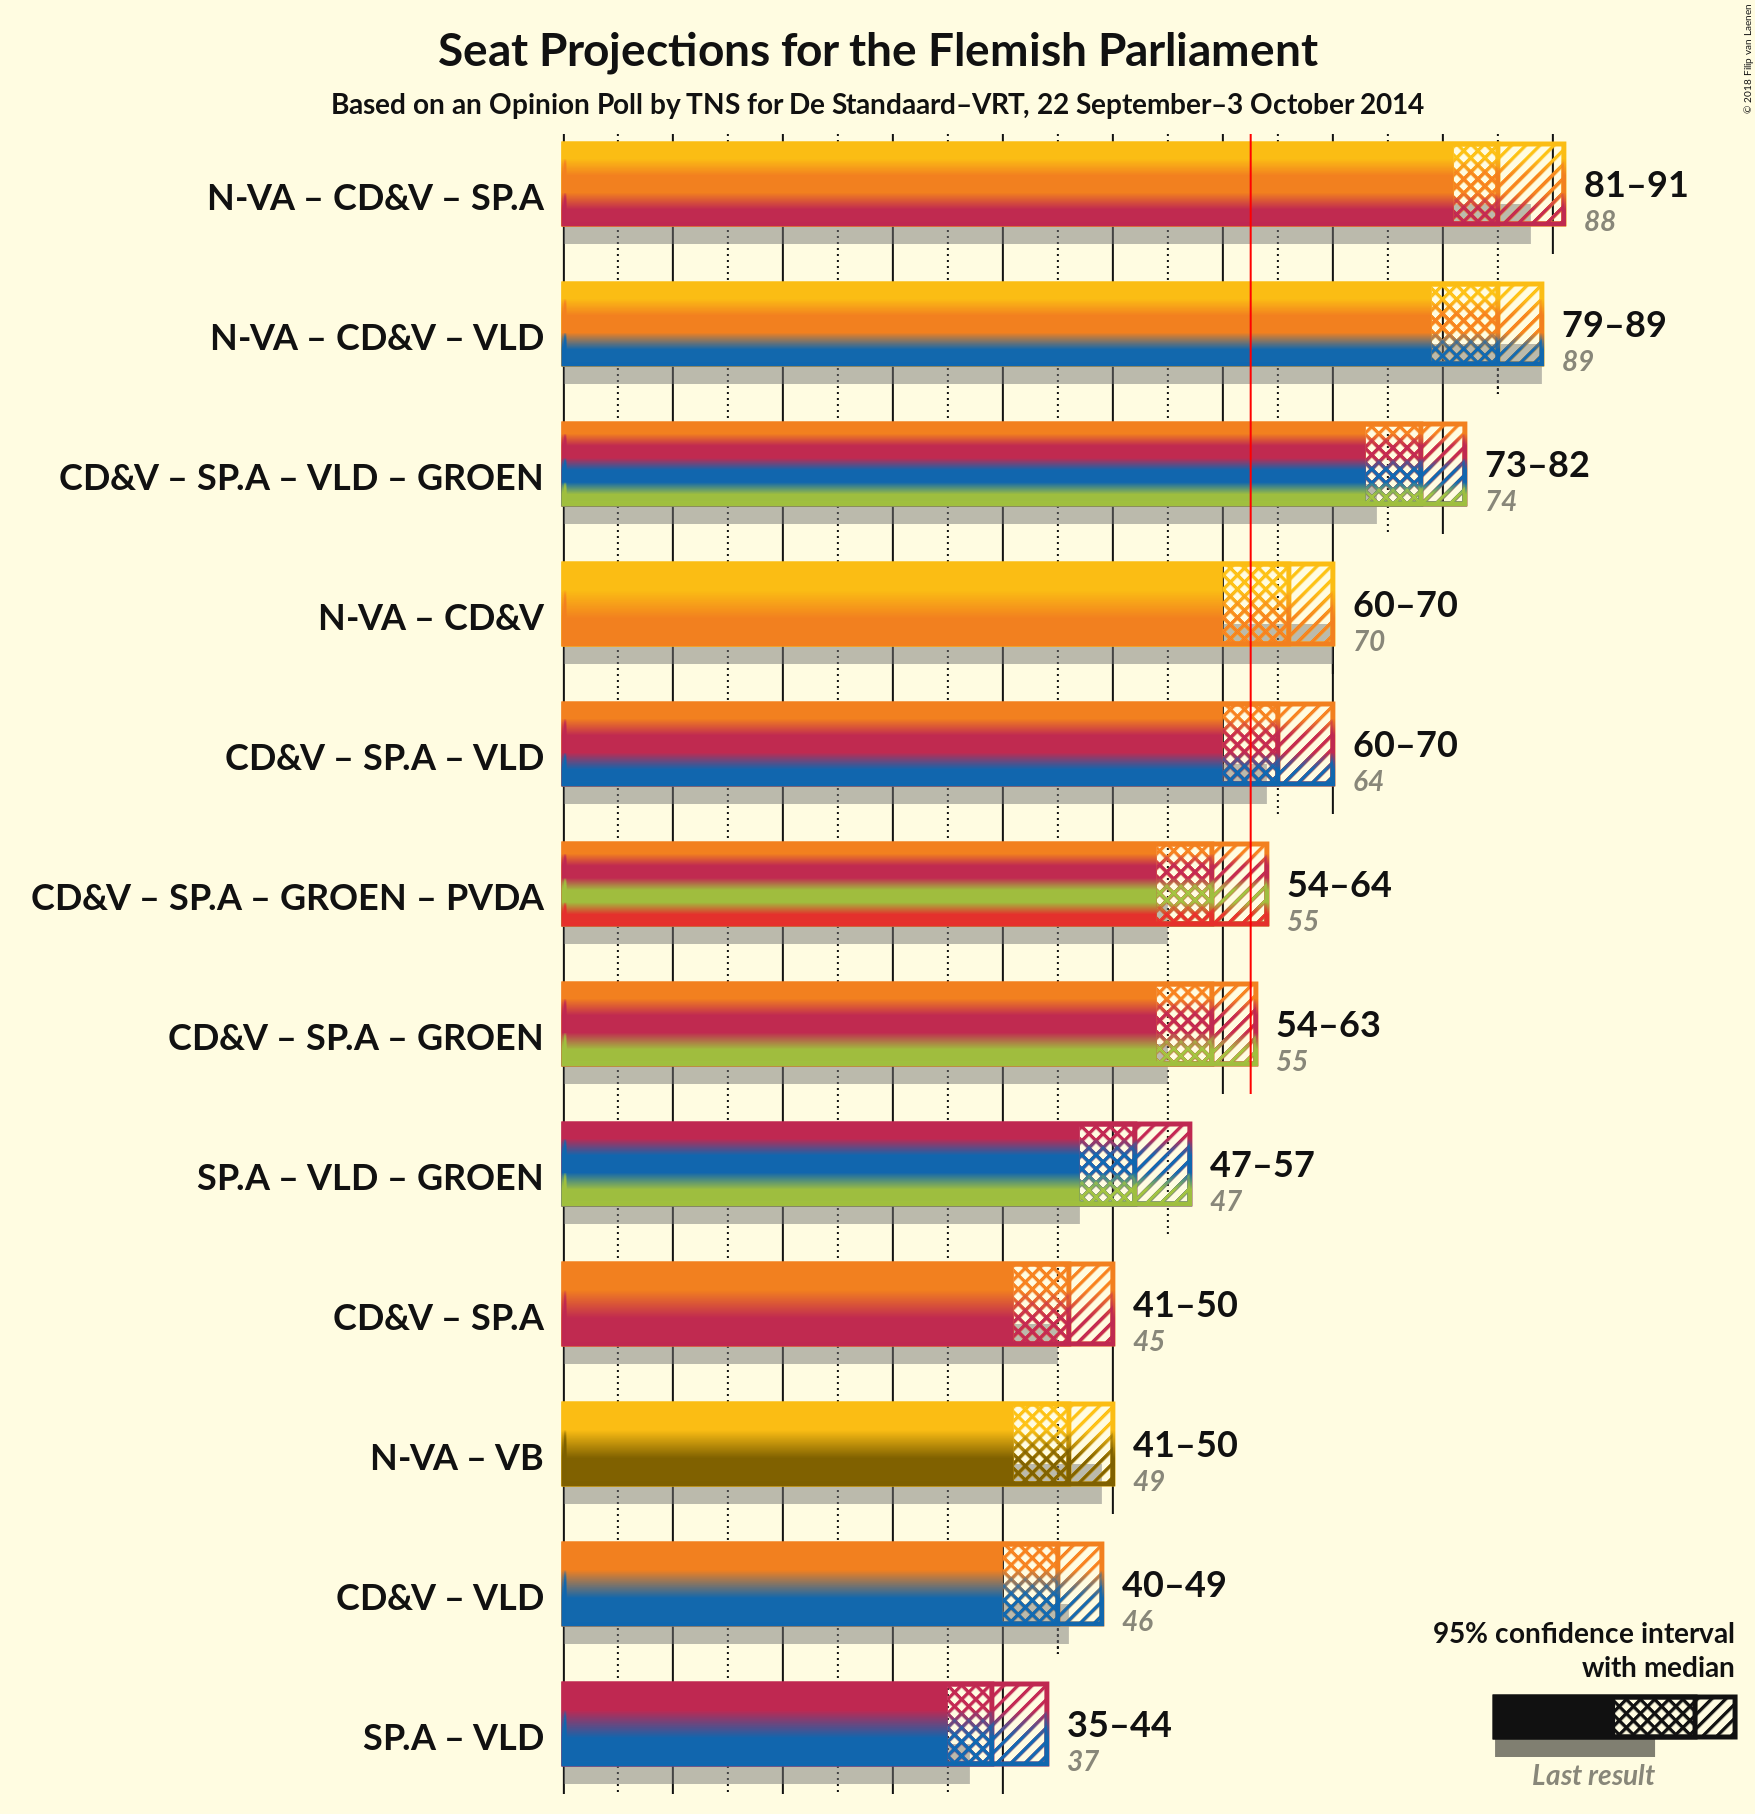 Seat Projections for the Flemish Parliament
Based on an Opinion Poll by TNS for De Standaard–VRT, 22 September–3 October 2014
© 2018 Filip van Laenen
N-VA – CD&V – SP.A
81–91
88
N-VA – CD&V – VLD
79–89
89
CD&V – SP.A – VLD – GROEN
73–82
74
N-VA – CD&V
60–70
70
CD&V – SP.A – VLD
60–70
64
CD&V – SP.A – GROEN – PVDA
54–64
55
CD&V – SP.A – GROEN
54–63
55
SP.A – VLD – GROEN
47–57
47
CD&V – SP.A
41–50
45
N-VA – VB
41–50
49
CD&V – VLD
40–49
46
SP.A – VLD
35–44
37
95% confidence interval
with median
Last result